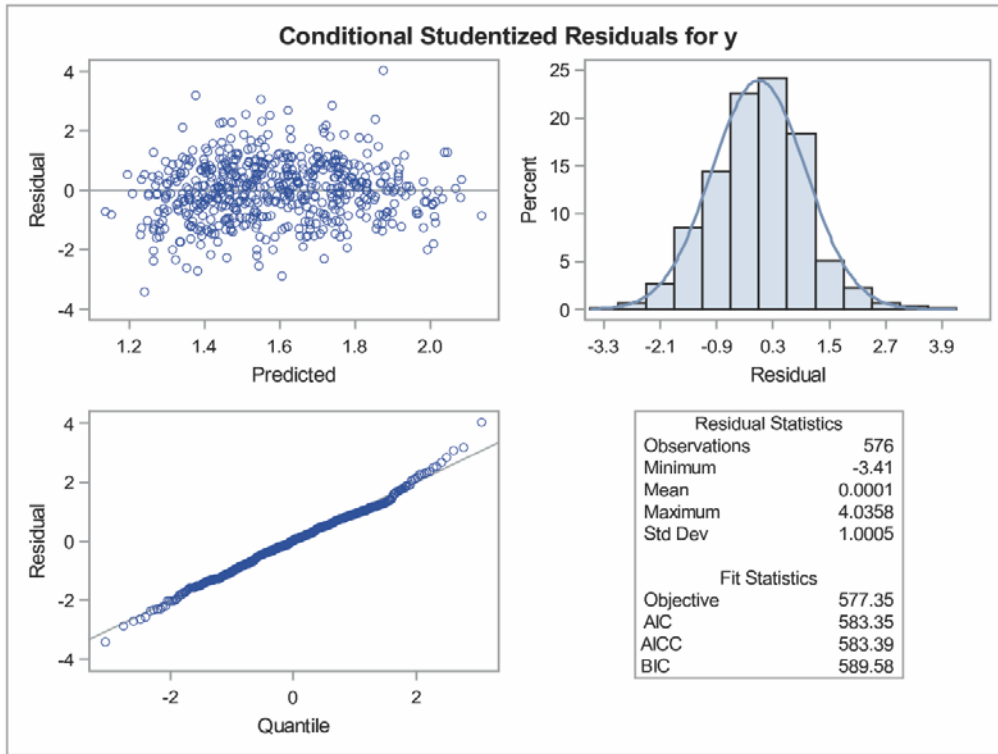 Conditional Studentized Residuals for y
4
2
0
-2
-4
Residual
1.2 1.4 1.6 1.8 2.0
Predicted
25
20
15
10
5
0
Percent
-3.3 -2.1 -0.9 0.3 1.5 2.7 3.9
Residual
4
2
0
-2
-4
Residual
-2 0 2
Quantile
Residual Statistics
Observations 576
Minimum -3.41
Mean 0.0001
Maximum 4.0358
Std Dev 1.0005
Fit Statistics
Objective 577.35
AIC 583.35
AICC 583.39
BIC 589.58